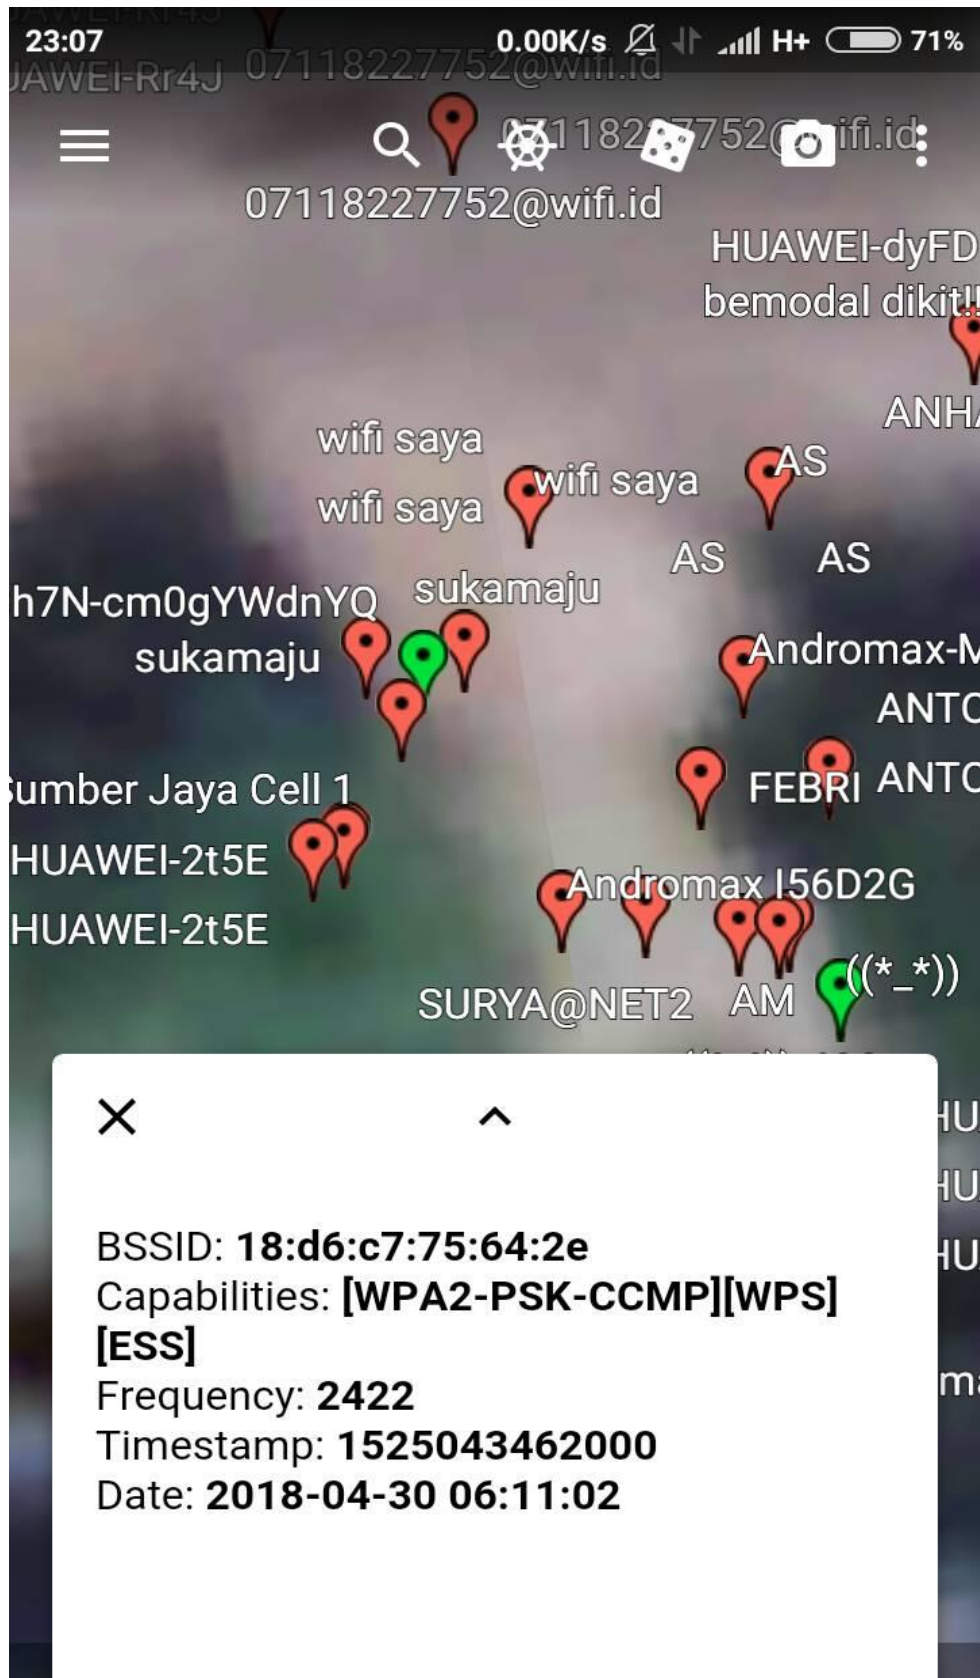 23:07 0.00K/s H+ 71%
07118227752@wifi.id
07118227752@wifi.id
HUAWEI-dyFD
bemodal dikit!!
ANHA
wifi saya
wifi saya
wifi saya
AS
AS AS
h7N-cm0gYWdnYQ
sukamaju
sukamaju
Andromax-M
ANTO
Sumber Jaya Cell 1
FEBRI
ANTO
HUAWEI-2t5E
Andromax I56D2G
HUAWEI-2t5E
((*_*))
SURYA@NET2 AM
BSSID: 18:d6:c7:75:64:2e
Capabilities: [WPA2-PSK-CCMP][WPS]
[ESS]
Frequency: 2422
Timestamp: 1525043462000
Date: 2018-04-30 06:11:02